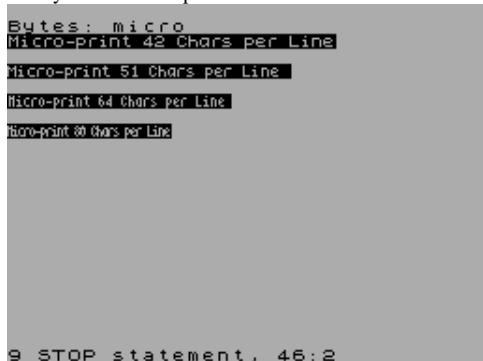 Bytes: micro
Micro-print 42 Chars per Line
Micro-print 51 Chars per Line
Micro-print 64 Chars per Line
Micro-print 80 Chars per Line
9 STOP statement, 46:2